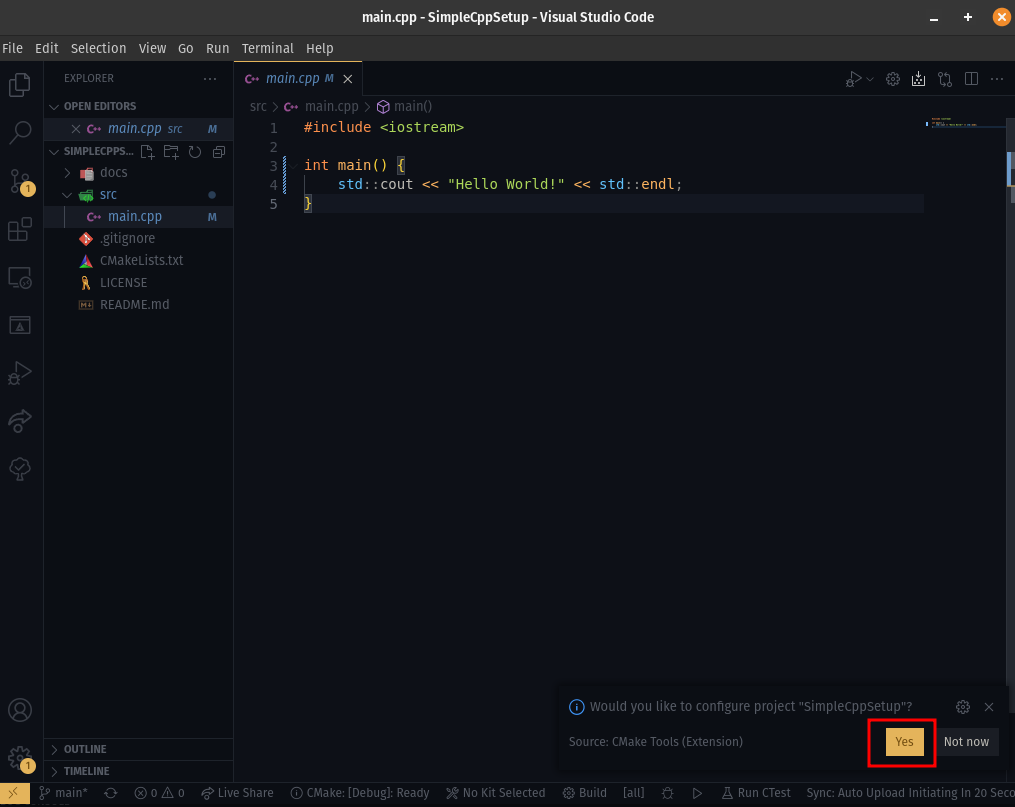 main.cpp - SimpleCppSetup - Visual Studio Code
File Edit Selection View Go Run Terminal Help
EXPLORER
OPEN EDITORS
main.cpp src M
SIMPLECPPS...
docs
src
main.cpp M
.gitignore
CMakeLists.txt
LICENSE
README.md
OUTLINE
TIMELINE
1
1
C++ main.cpp M
src > C++ main.cpp > main()
1 #include <iostream>
2
3 int main() {
4 std::cout << "Hello World!" << std::endl;
5 }
Would you like to configure project "SimpleCppSetup"?
Source: CMake Tools (Extension) Yes Not now
main* 0 0 Live Share CMake: [Debug]: Ready No Kit Selected Build [all] Run CTest Sync: Auto Upload Initiating In 20 Seco